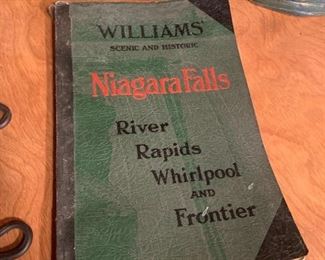 WILLIAMS'
SCENIC AND HISTORIC
Niagara Falls
River
Rapids
Whirlpool
AND
Frontier